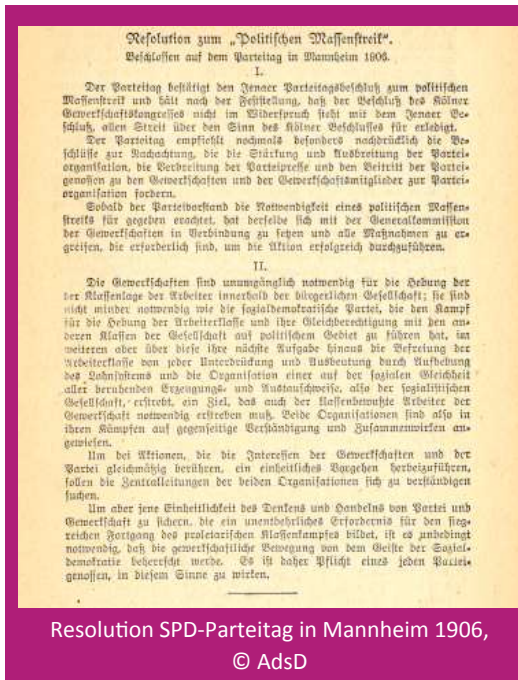 Resolution zum „Politischen Massenstreik“.
Beschlossen auf dem Parteitag in Mannheim 1906.
I.
Der Parteitag bestätigt den Jenaer Parteitagsbeschluß zum politischen
Massenstreik und hält nach der Feststellung, daß der Beschluß des Kölner
Gewerkschaftskongresses nicht im Widerspruch steht mit dem Jenaer Be-
schluß, allen Streit über den Sinn des Kölner Beschlusses für erledigt.
Der Parteitag empfiehlt nochmals besonders nachdrücklich die Be-
schlüsse zur Nachachtung, die die Stärkung und Ausbreitung der Partei-
organisation, die Verbreitung der Parteipresse und den Beitritt der Partei-
genossen zu den Gewerkschaften und der Gewerkschaftsmitglieder zur Partei-
organisation fordern.
Sobald der Parteivorstand die Notwendigkeit eines politischen Massen-
streiks für gegeben erachtet, hat derselbe sich mit der Generalkommission
der Gewerkschaften in Verbindung zu setzen und alle Maßnahmen zu er-
greifen, die erforderlich sind, um die Aktion erfolgreich durchzuführen.
II.
Die Gewerkschaften sind unumgänglich notwendig für die Hebung der
der Klassenlage der Arbeiter innerhalb der bürgerlichen Gesellschaft; sie sind
nicht minder notwendig wie die sozialdemokratische Partei, die den Kampf
für die Hebung der Arbeiterklasse und ihre Gleichberechtigung mit den an-
deren Klassen der Gesellschaft auf politischem Gebiet zu führen hat, im
weiteren aber über diese ihre nächste Aufgabe hinaus die Befreiung der
Arbeiterklasse von jeder Unterdrückung und Ausbeutung durch Aufhebung
des Lohnsystems und die Organisation einer auf der sozialen Gleichheit
aller beruhenden Erzeugungs- und Austauschweise, also der sozialistischen
Gesellschaft, erstrebt, ein Ziel, das auch der klassenbewußte Arbeiter der
Gewerkschaft notwendig erstreben muß. Beide Organisationen sind also in
ihren Kämpfen auf gegenseitige Verständigung und Zusammenwirken an-
gewiesen.
Um bei Aktionen, die die Interessen der Gewerkschaften und der
Partei gleichmäßig berühren, ein einheitliches Vorgehen herbeizuführen,
sollen die Zentralleitungen der beiden Organisationen sich zu verständigen
suchen.
Um aber jene Einheitlichkeit des Denkens und Handelns von Partei und
Gewerkschaft zu sichern, die ein unentbehrliches Erfordernis für den sieg-
reichen Fortgang des proletarischen Klassenkampfes bildet, ist es unbedingt
notwendig, daß die gewerkschaftliche Bewegung von dem Geiste der Sozial-
demokratie beherrscht werde. Es ist daher Pflicht eines jeden Partei-
genossen, in diesem Sinne zu wirken.
Resolution SPD-Parteitag in Mannheim 1906,
© AdsD